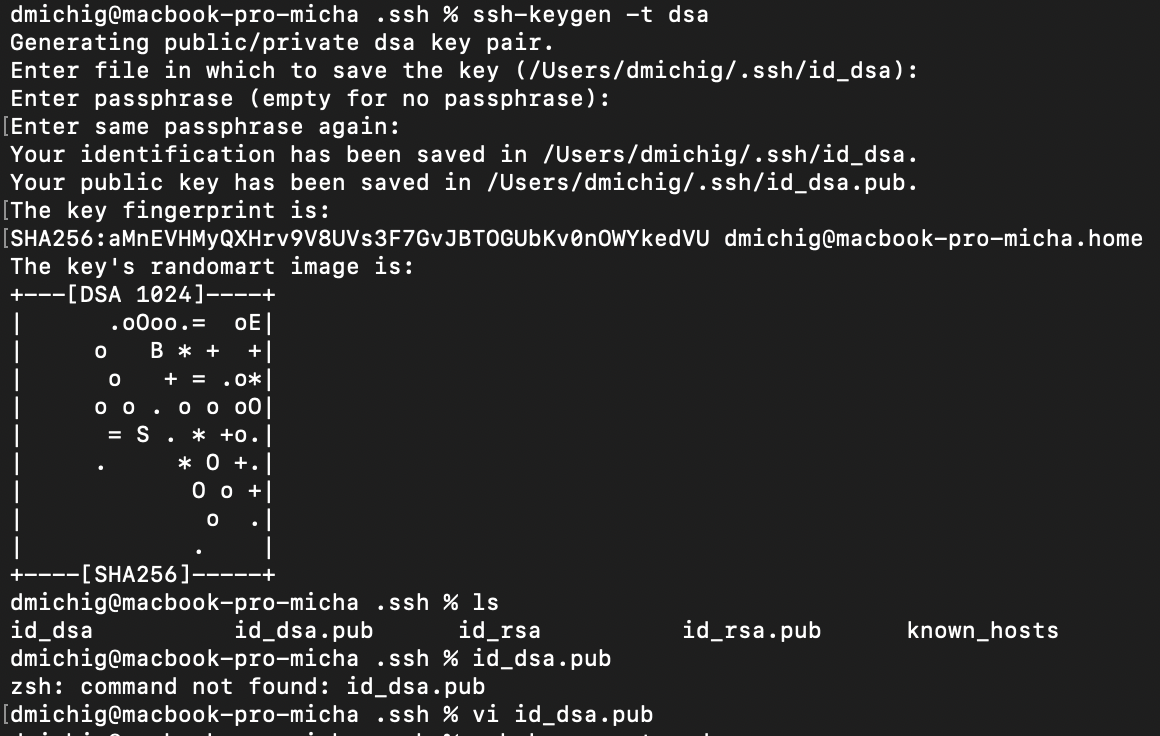 dmichig@macbook-pro-micha .ssh % ssh-keygen -t dsa
Generating public/private dsa key pair.
Enter file in which to save the key (/Users/dmichig/.ssh/id_dsa):
Enter passphrase (empty for no passphrase):
[Enter same passphrase again:
Your identification has been saved in /Users/dmichig/.ssh/id_dsa.
Your public key has been saved in /Users/dmichig/.ssh/id_dsa.pub.
[The key fingerprint is:
[SHA256:aMnEVHMyQXHrv9V8UVs3F7GvJBTOGUbKv0nOWYkedVU dmichig@macbook-pro-micha.home
The key's randomart image is:
+---[DSA 1024]----+
|      .oOoo.=  oE|
|     o   B * +  +|
|      o   + = .o*|
|     o o . o o oO|
|      = S . * +o.|
|     .     * O +.|
|            O o +|
|             o  .|
|            .    |
+----[SHA256]-----+
dmichig@macbook-pro-micha .ssh % ls
id_dsa          id_dsa.pub      id_rsa          id_rsa.pub      known_hosts
dmichig@macbook-pro-micha .ssh % id_dsa.pub
zsh: command not found: id_dsa.pub
[dmichig@macbook-pro-micha .ssh % vi id_dsa.pub